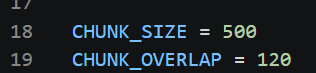 17
18 CHUNK_SIZE = 500
19 CHUNK_OVERLAP = 120